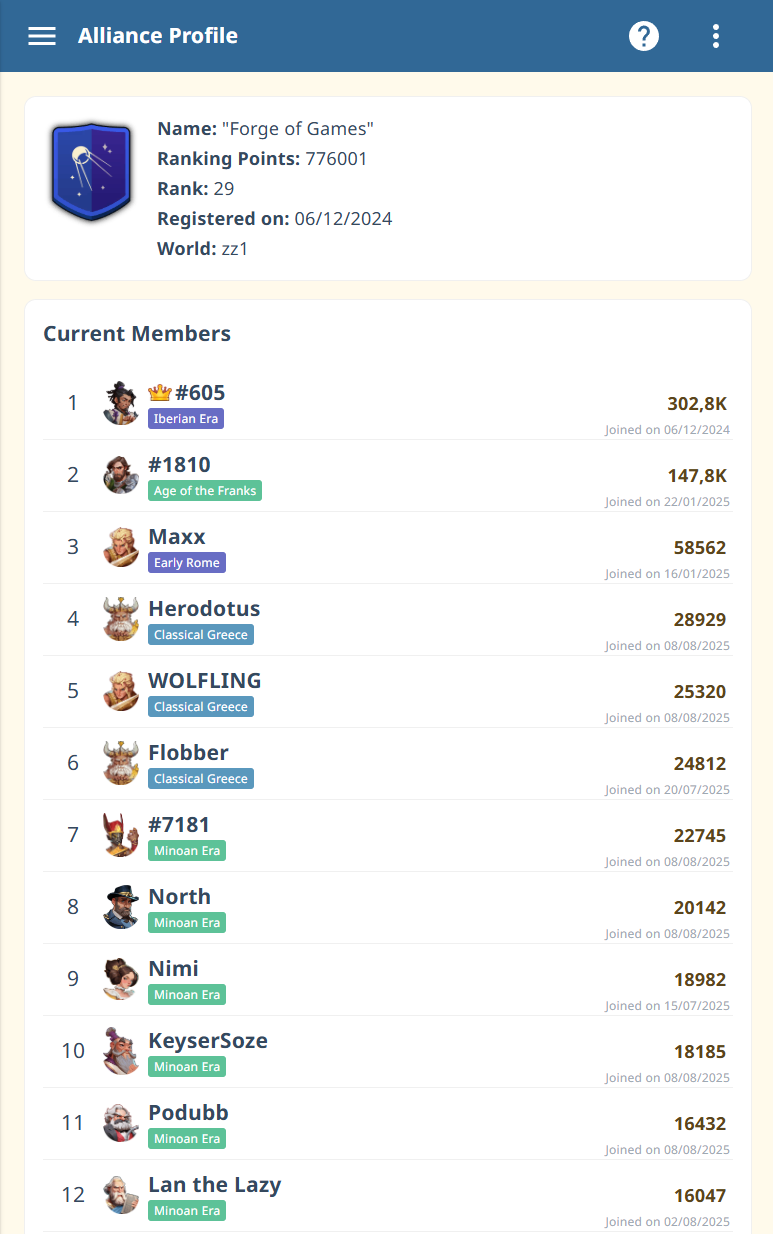 Alliance Profile
Name: "Forge of Games"
Ranking Points: 776001
Rank: 29
Registered on: 06/12/2024
World: zz1
Current Members
1 #605 302,8K
Iberian Era Joined on 06/12/2024
2 #1810 147,8K
Age of the Franks Joined on 22/01/2025
3 Maxx 58562
Early Rome Joined on 16/01/2025
4 Herodotus 28929
Classical Greece Joined on 08/08/2025
5 WOLFLING 25320
Classical Greece Joined on 08/08/2025
6 Flobber 24812
Classical Greece Joined on 20/07/2025
7 #7181 22745
Minoan Era Joined on 08/08/2025
8 North 20142
Minoan Era Joined on 08/08/2025
9 Nimi 18982
Minoan Era Joined on 15/07/2025
10 KeyserSoze 18185
Minoan Era Joined on 08/08/2025
11 Podubb 16432
Minoan Era Joined on 08/08/2025
12 Lan the Lazy 16047
Minoan Era Joined on 02/08/2025